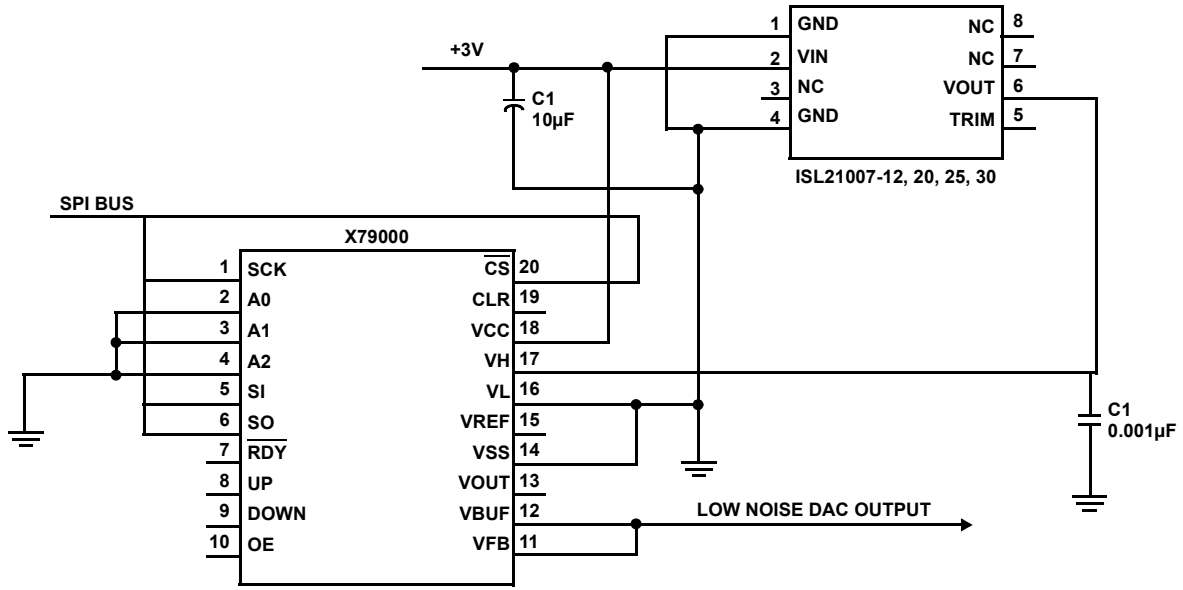 +3V
C1
10µF
1 GND
2 VIN
3 NC
4 GND
NC 8
NC 7
VOUT 6
TRIM 5
ISL21007-12, 20, 25, 30
SPI BUS
X79000
1 SCK
2 A0
3 A1
4 A2
5 SI
6 SO
7 RDY
8 UP
9 DOWN
10 OE
CS 20
CLR 19
VCC 18
VH 17
VL 16
VREF 15
VSS 14
VOUT 13
VBUF 12
VFB 11
C1
0.001µF
LOW NOISE DAC OUTPUT